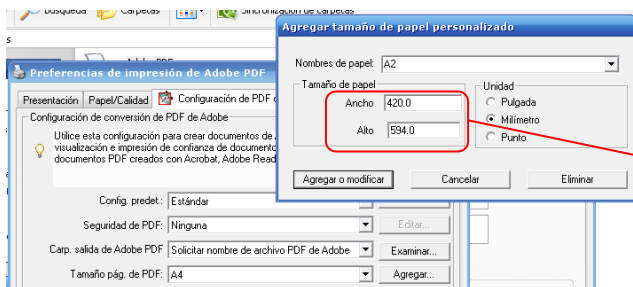 Búsqueda Carpetas Sincronización de carpetas
Agregar tamaño de papel personalizado
Nombres de papel: A2
Tamaño de papel
Ancho 420.0
Alto 594.0
Unidad
Pulgada
Milímetro
Punto
Agregar o modificar Cancelar Eliminar
Preferencias de impresión de Adobe PDF
Presentación Papel/Calidad Configuración de PDF
Configuración de conversión de PDF de Adobe
Utilice esta configuración para crear documentos de
visualización e impresión de confianza de documento
documentos PDF creados con Acrobat, Adobe Read
Config. predet.: Estándar
Seguridad de PDF: Ninguna Editar...
Carp. salida de Adobe PDF Solicitar nombre de archivo PDF de Adobe Examinar...
Tamaño pág. de PDF: A4 Agregar...